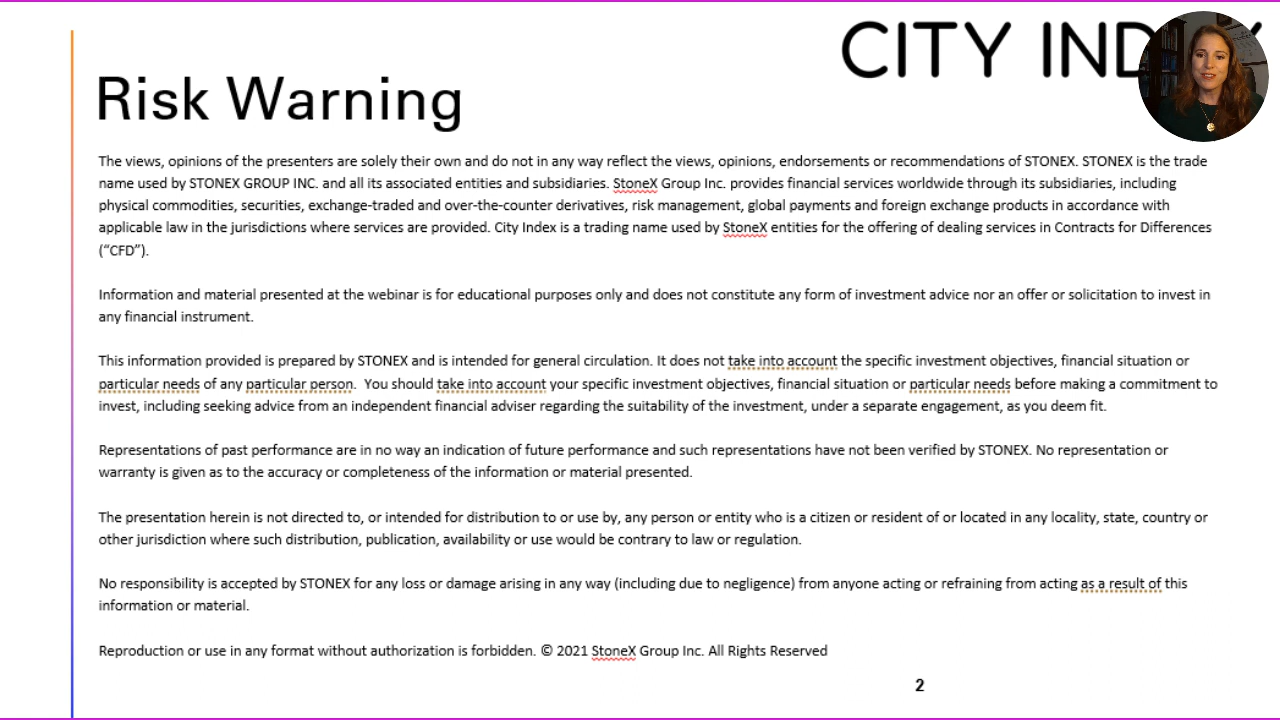 CITY IND
Risk Warning
The views, opinions of the presenters are solely their own and do not in any way reflect the views, opinions, endorsements or recommendations of STONEX. STONEX is the trade
name used by STONEX GROUP INC. and all its associated entities and subsidiaries. StoneX Group Inc. provides financial services worldwide through its subsidiaries, including
physical commodities, securities, exchange-traded and over-the-counter derivatives, risk management, global payments and foreign exchange products in accordance with
applicable law in the jurisdictions where services are provided. City Index is a trading name used by StoneX entities for the offering of dealing services in Contracts for Differences
(“CFD”).
Information and material presented at the webinar is for educational purposes only and does not constitute any form of investment advice nor an offer or solicitation to invest in
any financial instrument.
This information provided is prepared by STONEX and is intended for general circulation. It does not take into account the specific investment objectives, financial situation or
particular needs of any particular person.  You should take into account your specific investment objectives, financial situation or particular needs before making a commitment to
invest, including seeking advice from an independent financial adviser regarding the suitability of the investment, under a separate engagement, as you deem fit.
Representations of past performance are in no way an indication of future performance and such representations have not been verified by STONEX. No representation or
warranty is given as to the accuracy or completeness of the information or material presented.
The presentation herein is not directed to, or intended for distribution to or use by, any person or entity who is a citizen or resident of or located in any locality, state, country or
other jurisdiction where such distribution, publication, availability or use would be contrary to law or regulation.
No responsibility is accepted by STONEX for any loss or damage arising in any way (including due to negligence) from anyone acting or refraining from acting as a result of this
information or material.
Reproduction or use in any format without authorization is forbidden. © 2021 StoneX Group Inc. All Rights Reserved
2